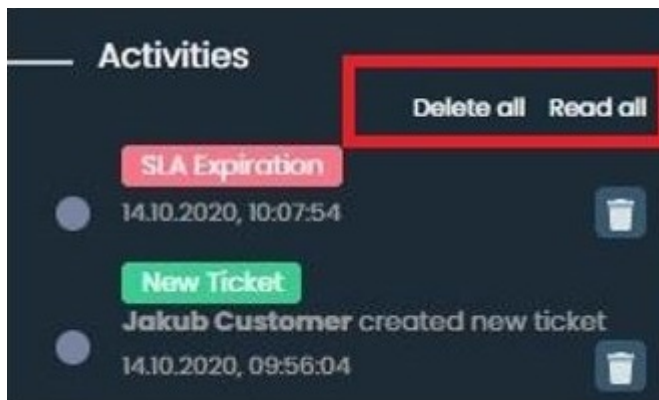 Activities
Delete all Read all
SLA Expiration
14.10.2020, 10:07:54
New Ticket
Jakub Customer created new ticket
14.10.2020, 09:56:04